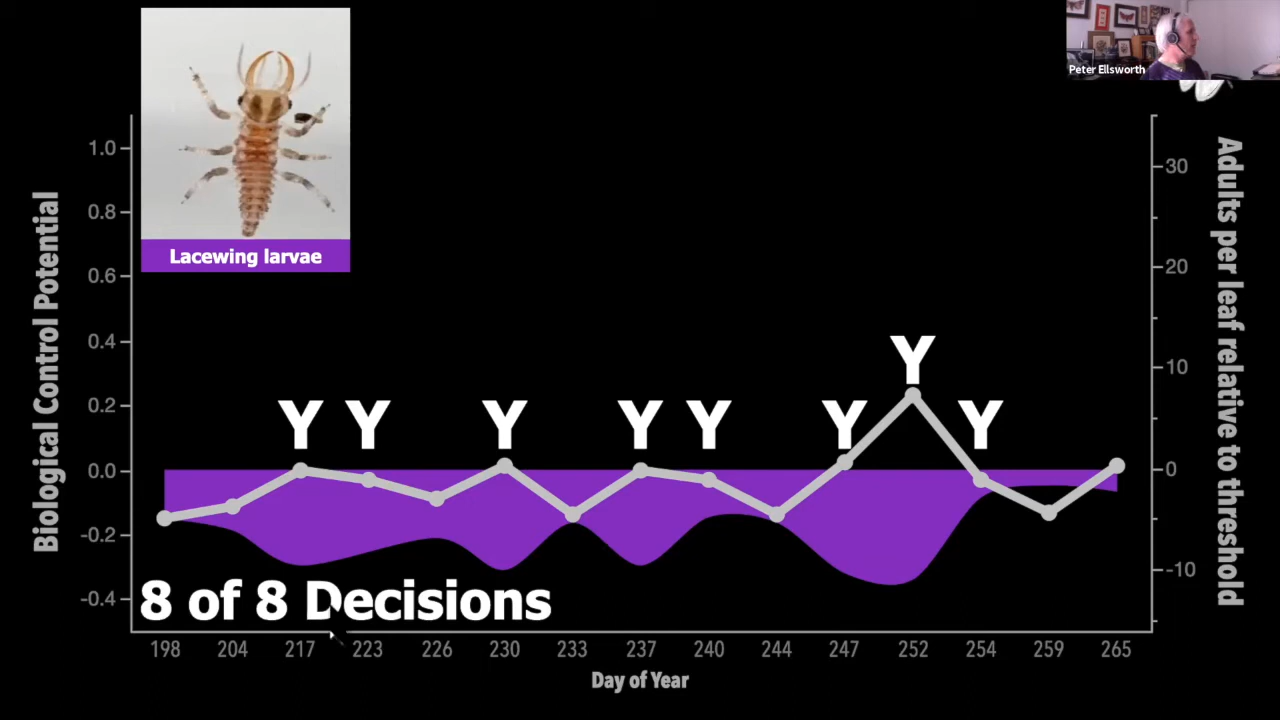 Peter Ellsworth
Lacewing larvae
Biological Control Potential
1.0
0.8
0.6
0.4
0.2
0.0
-0.2
-0.4
Y Y Y Y Y Y Y Y
8 of 8 Decisions
30
20
10
0
-10
Adults per leaf relative to threshold
198 204 217 223 226 230 233 237 240 244 247 252 254 259 265
Day of Year